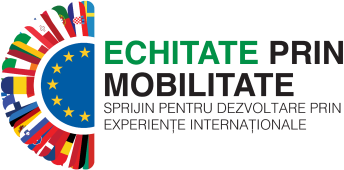 ECHITATE PRIN
MOBILITATE
SPRIJIN PENTRU DEZVOLTARE PRIN
EXPERIENȚE INTERNAȚIONALE